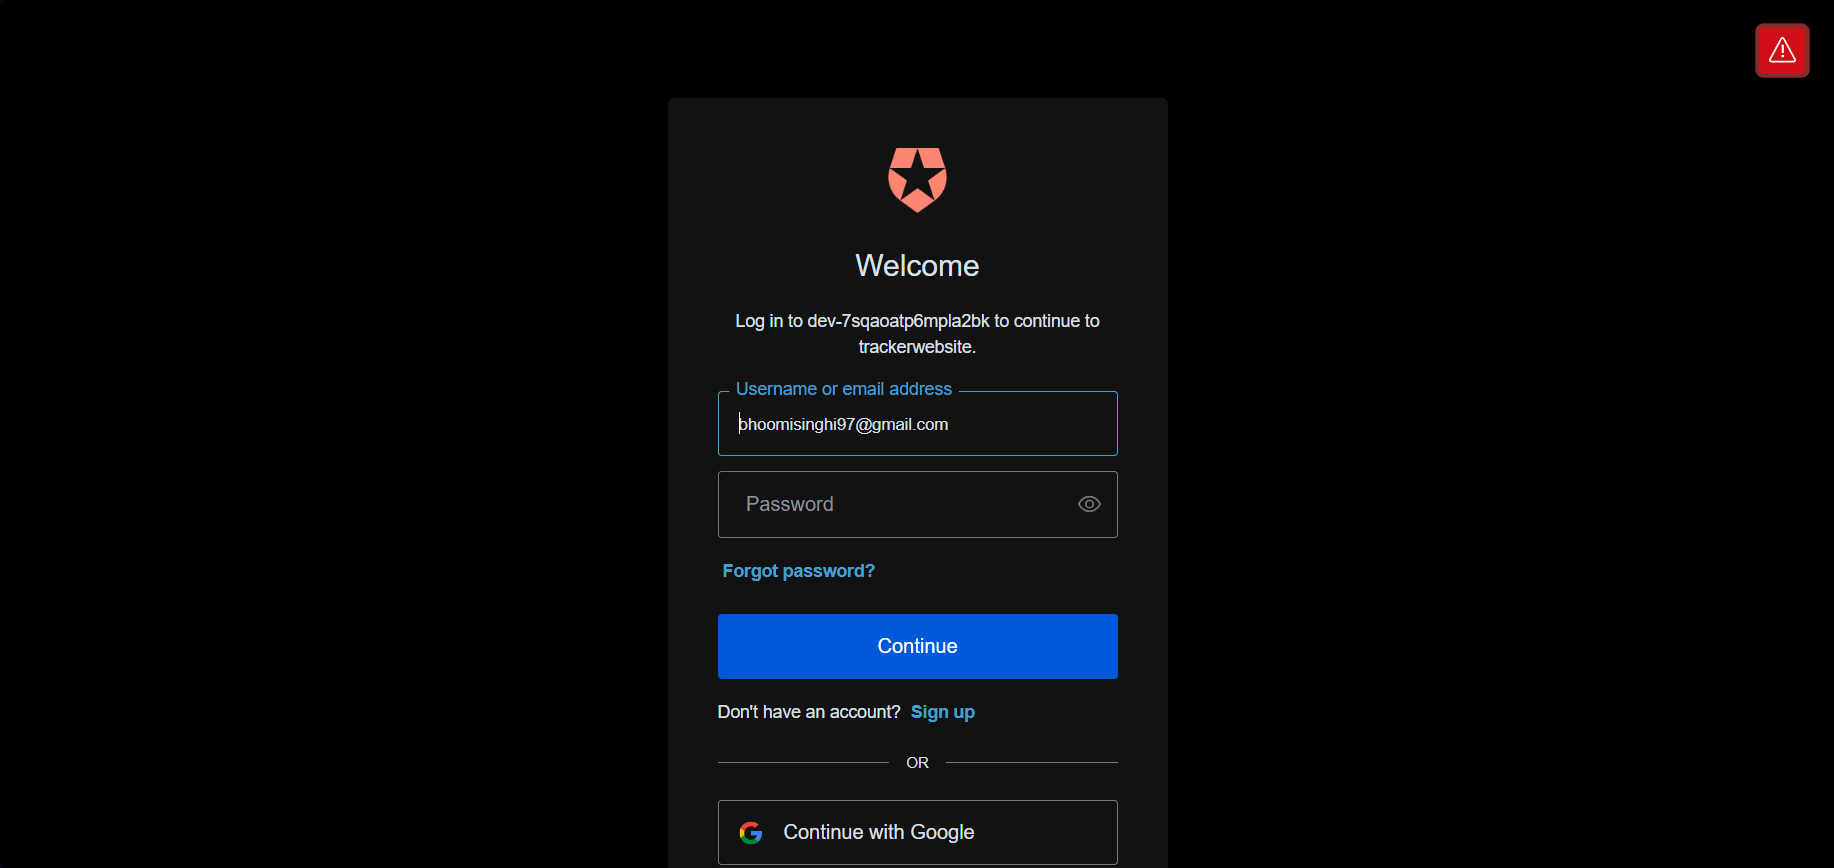 Welcome
Log in to dev-7sqaoatp6mpla2bk to continue to
trackerwebsite.
Username or email address
bhoomisinghi97@gmail.com
Password
Forgot password?
Continue
Don't have an account? Sign up
OR
Continue with Google